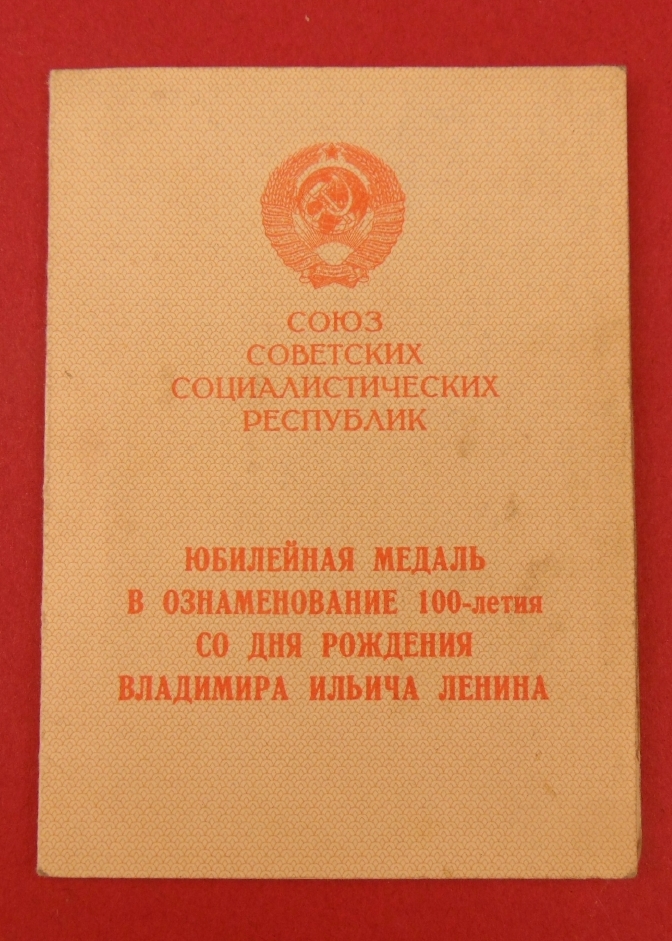 СОЮЗ
СОВЕТСКИХ
СОЦИАЛИСТИЧЕСКИХ
РЕСПУБЛИК
ЮБИЛЕЙНАЯ МЕДАЛЬ
В ОЗНАМЕНОВАНИЕ 100-летия
СО ДНЯ РОЖДЕНИЯ
ВЛАДИМИРА ИЛЬИЧА ЛЕНИНА